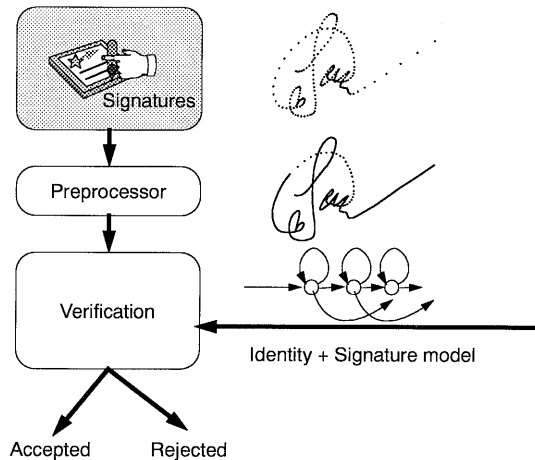 Signatures
Preprocessor
Verification
Identity + Signature model
Accepted Rejected